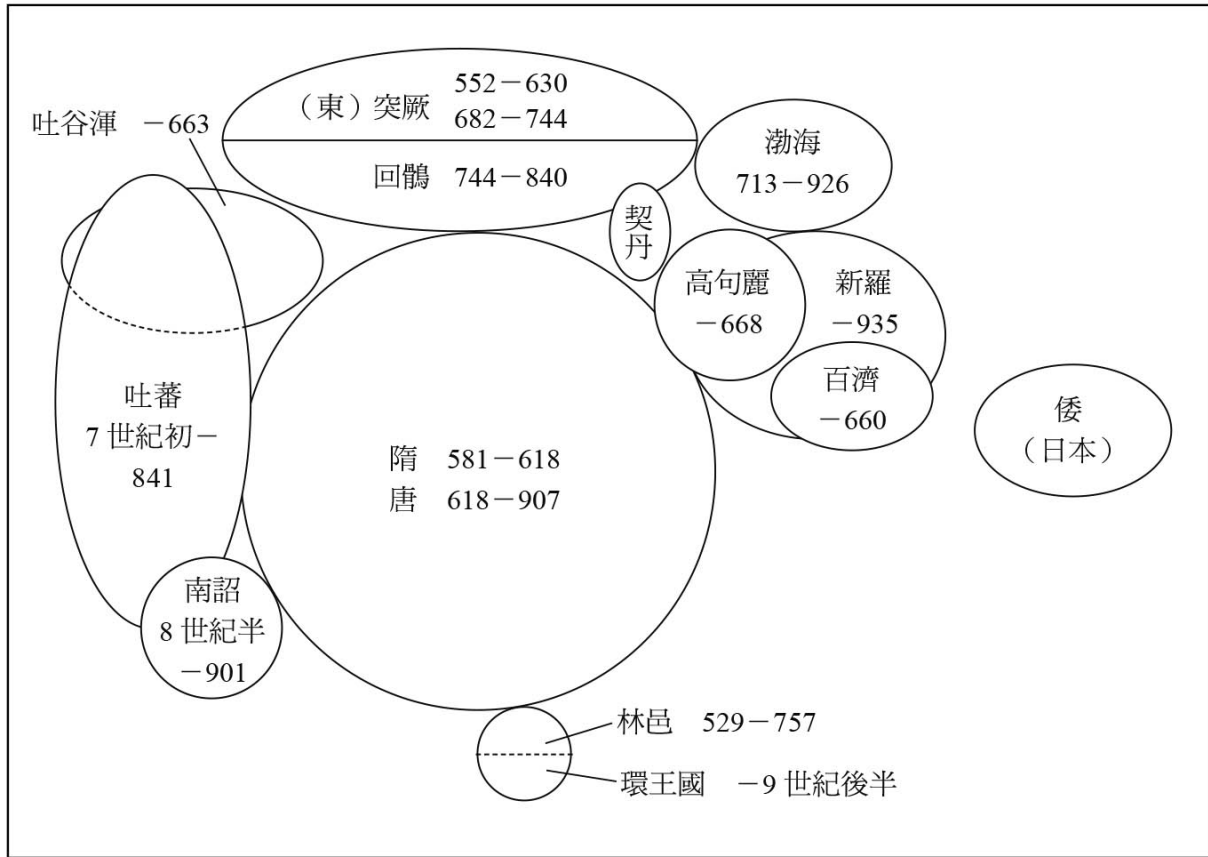 （東）突厥 552－630
682－744
回鶻 744－840
吐谷渾 －663
渤海
713－926
契丹
高句麗
－668
新羅
－935
百濟
－660
倭
（日本）
吐蕃
7 世紀初－
841
隋 581－618
唐 618－907
南詔
8 世紀半
－901
林邑 529－757
環王國 －9 世紀後半